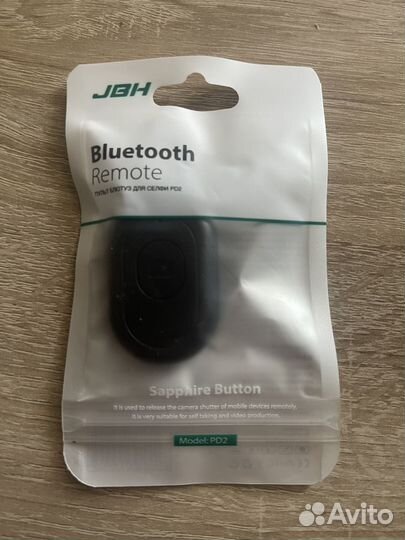 JBH
Bluetooth
Remote
ПУЛЬТ БЛЮТУЗ ДЛЯ СЕЛФИ PD2
Sapphire Button
It is used to release the camera shutter of mobile devices remotely.
It is very suitable for self taking and video production.
Model: PD2
Avito